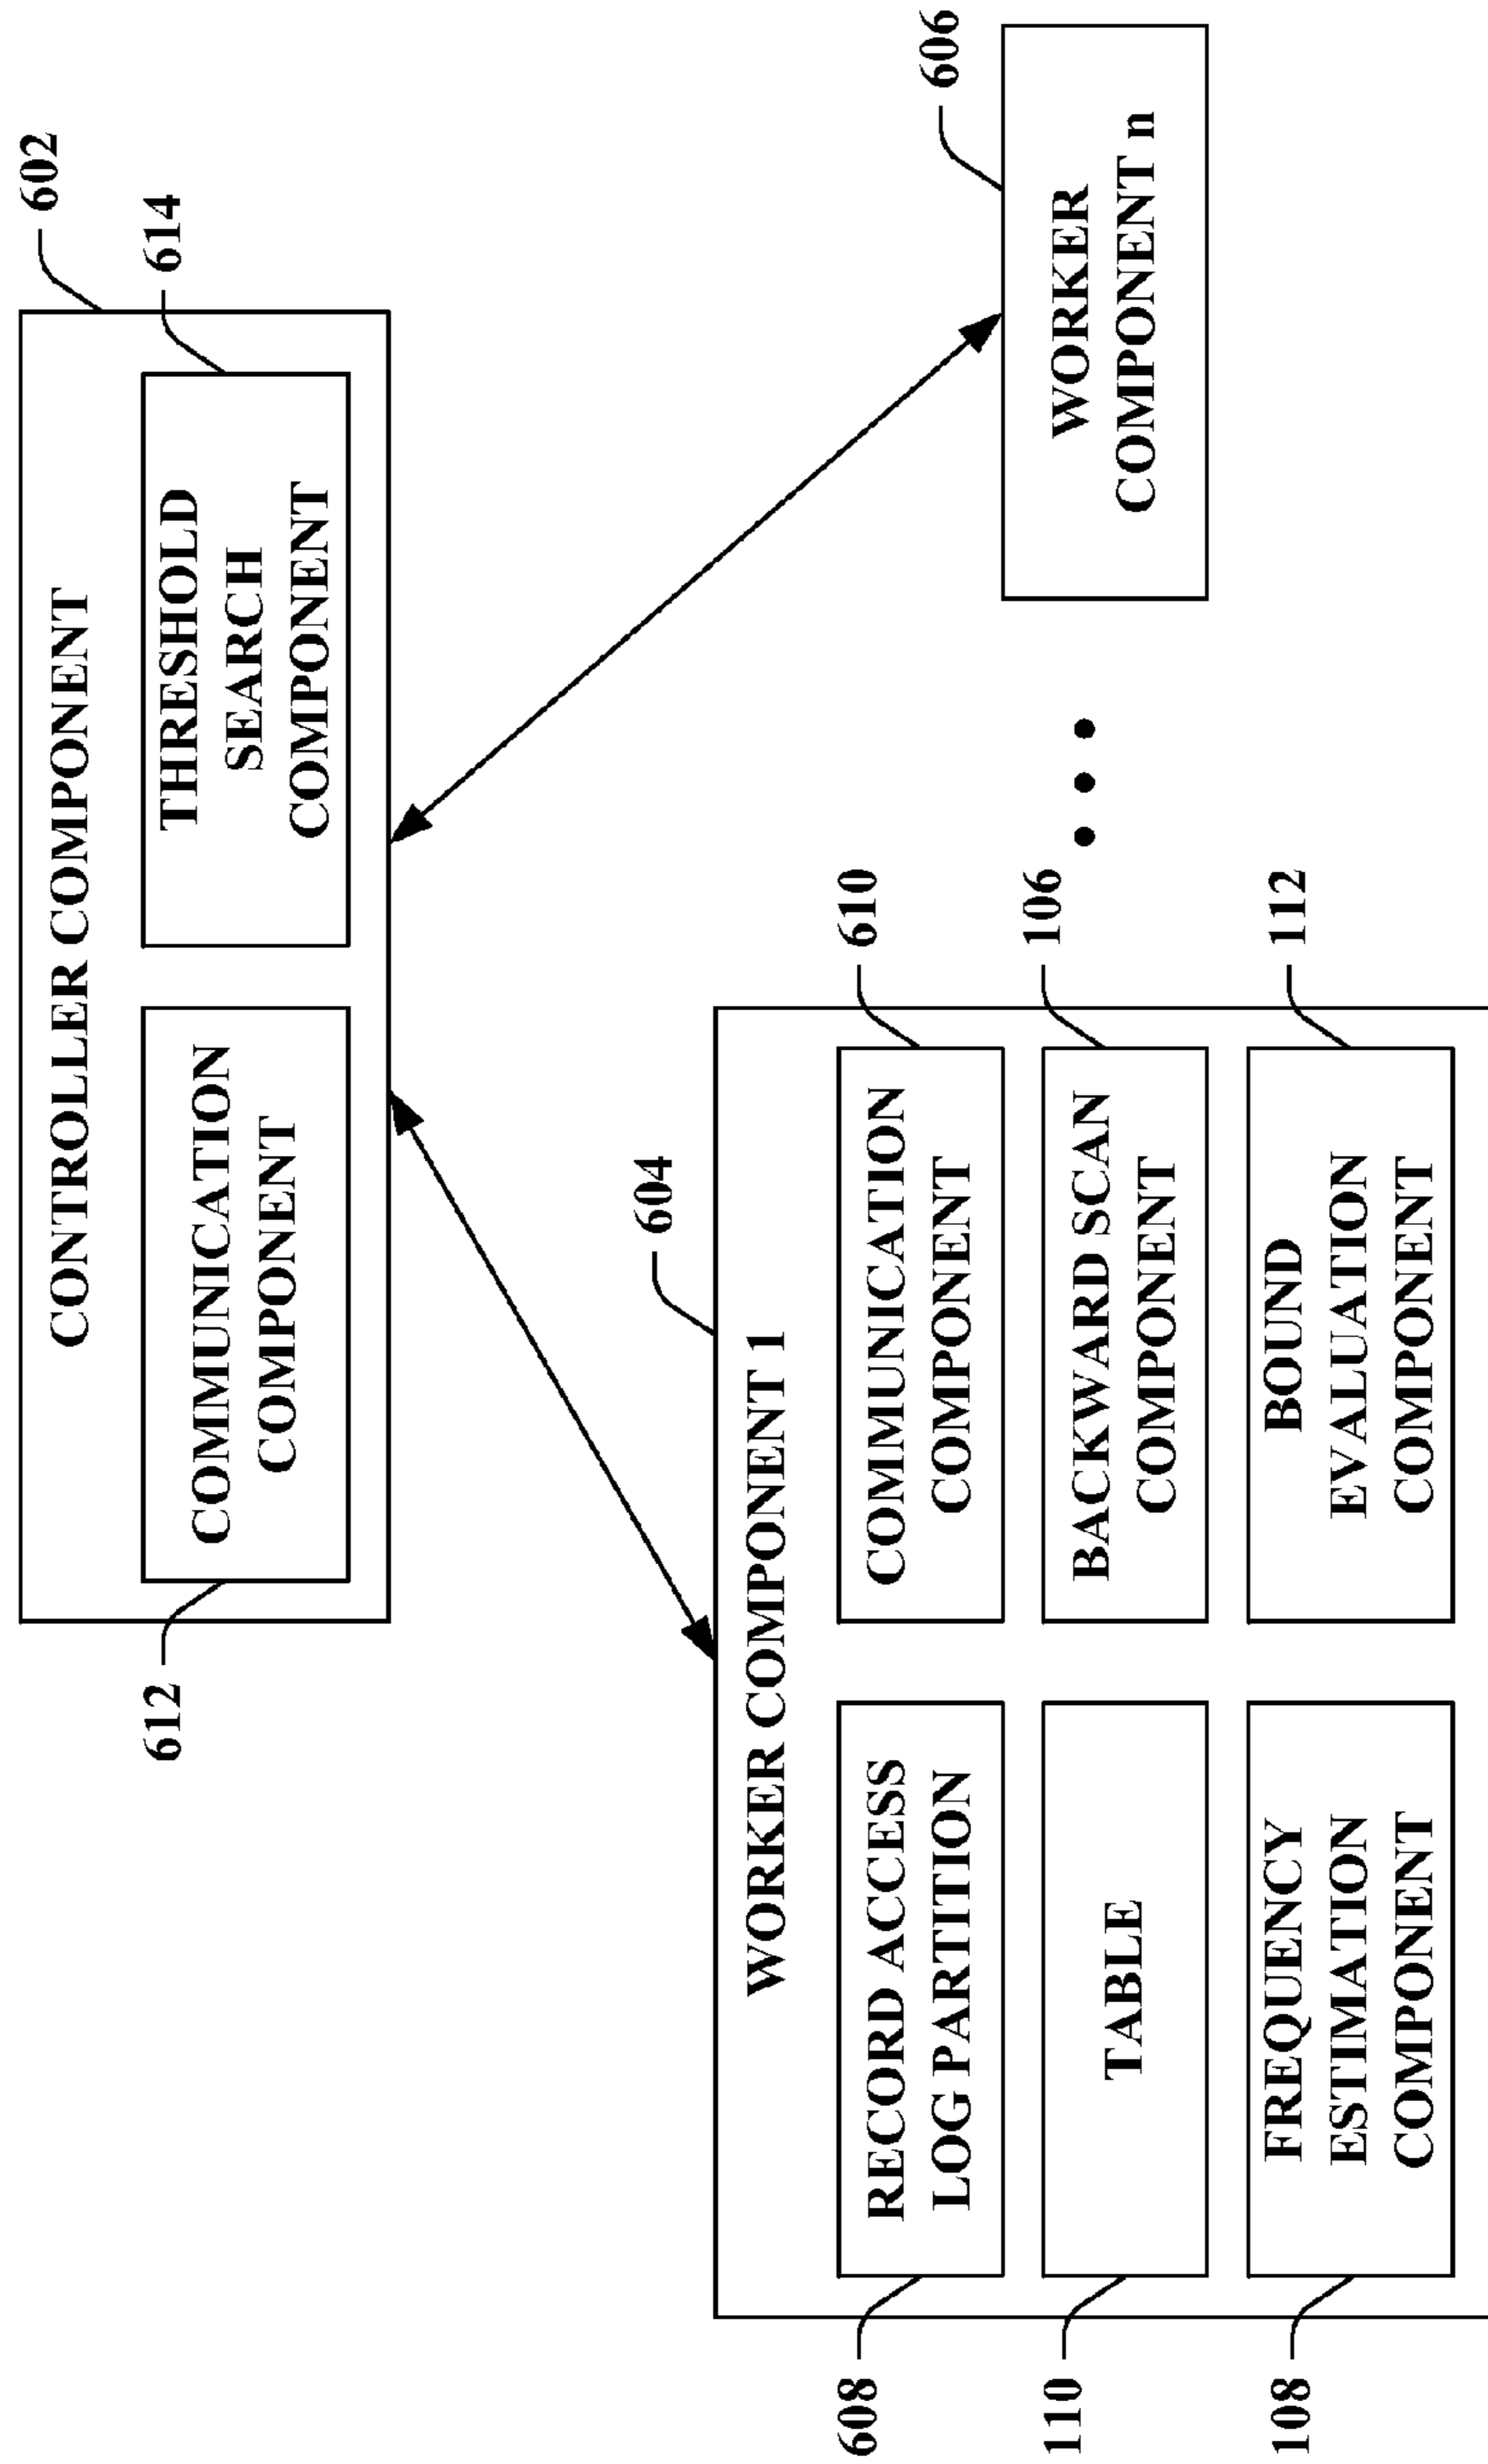 602
CONTROLLER COMPONENT
612
COMMUNICATION
COMPONENT
614
THRESHOLD
SEARCH
COMPONENT
604
WORKER COMPONENT 1
608
RECORD ACCESS
LOG PARTITION
610
COMMUNICATION
COMPONENT
110
TABLE
106
BACKWARD SCAN
COMPONENT
108
FREQUENCY
ESTIMATION
COMPONENT
112
BOUND
EVALUATION
COMPONENT
606
WORKER
COMPONENT n